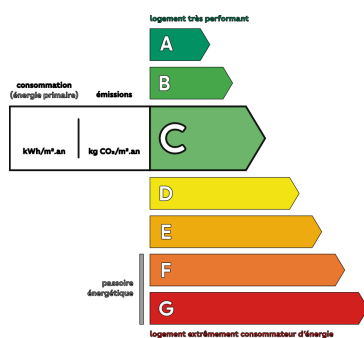 logement très performant
A
B
consommation
(énergie primaire)
émissions
C
kWh/m².an
kg CO₂/m².an
D
E
F
passoire
énergétique
G
logement extrêmement consommateur d'énergie